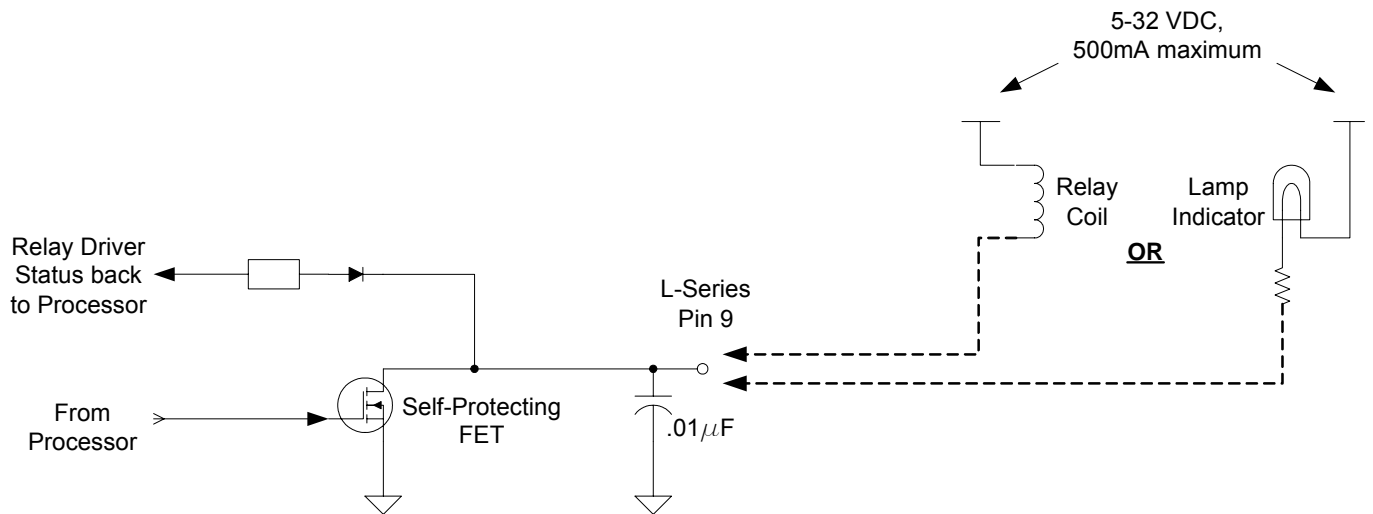 5-32 VDC,
500mA maximum
Relay
Coil
OR
Lamp
Indicator
Relay Driver
Status back
to Processor
L-Series
Pin 9
From
Processor
Self-Protecting
FET
.01μF